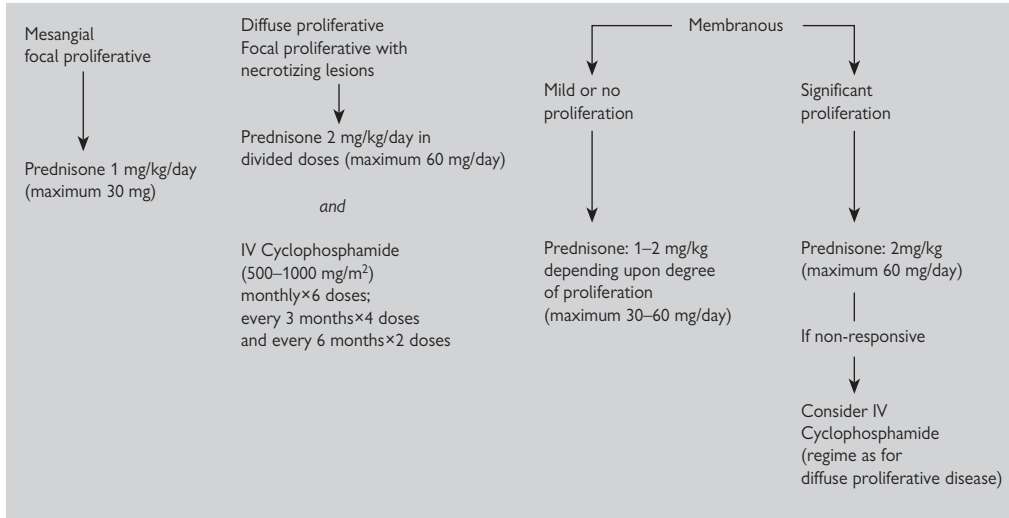 Mesangial
focal proliferative
Prednisone 1 mg/kg/day
(maximum 30 mg)
Diffuse proliferative
Focal proliferative with
necrotizing lesions
Prednisone 2 mg/kg/day in
divided doses (maximum 60 mg/day)
and
IV Cyclophosphamide
(500–1000 mg/m²)
monthly×6 doses;
every 3 months×4 doses
and every 6 months×2 doses
Membranous
Mild or no
proliferation
Prednisone: 1–2 mg/kg
depending upon degree
of proliferation
(maximum 30–60 mg/day)
Significant
proliferation
Prednisone: 2mg/kg
(maximum 60 mg/day)
If non-responsive
Consider IV
Cyclophosphamide
(regime as for
diffuse proliferative disease)